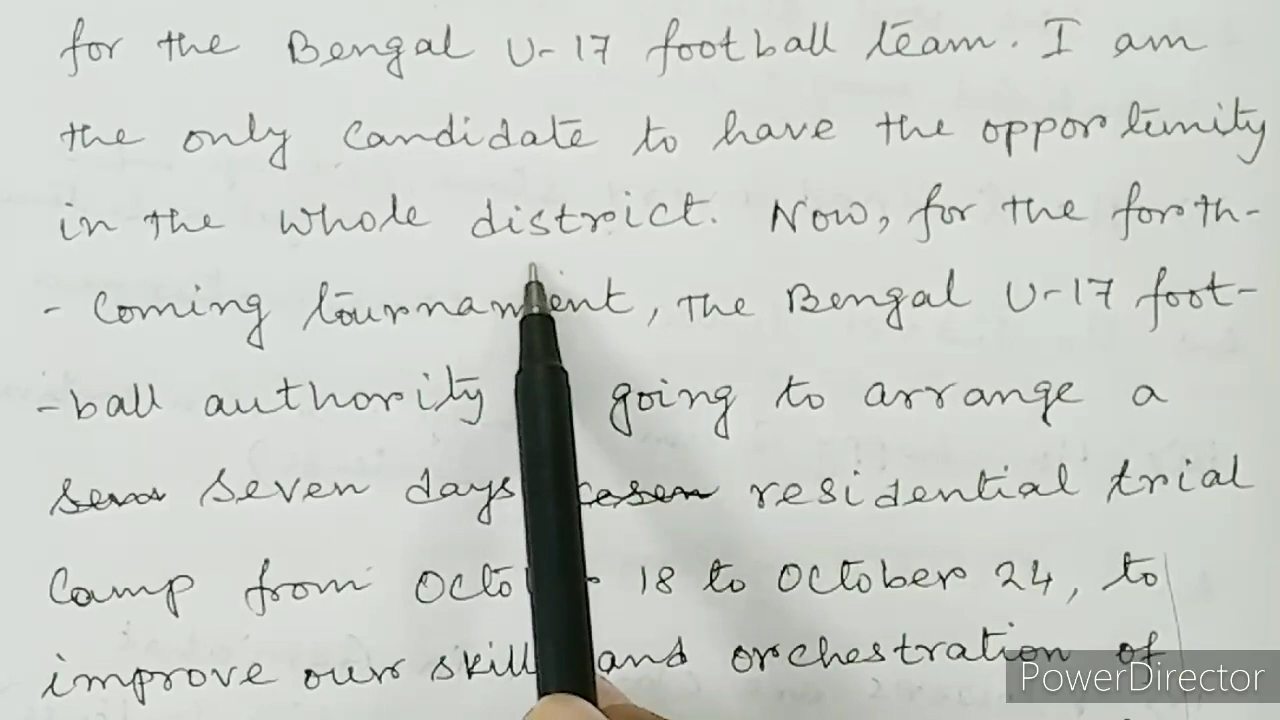 for the Bengal U-17 football team. I am
the only candidate to have the opportunity
in the whole district. Now, for the forth-
- coming tournament, the Bengal U-17 foot-
-ball authority going to arrange a
seven days residential trial
Camp from October 18 to October 24, to
improve our skill and orchestration of
PowerDirector